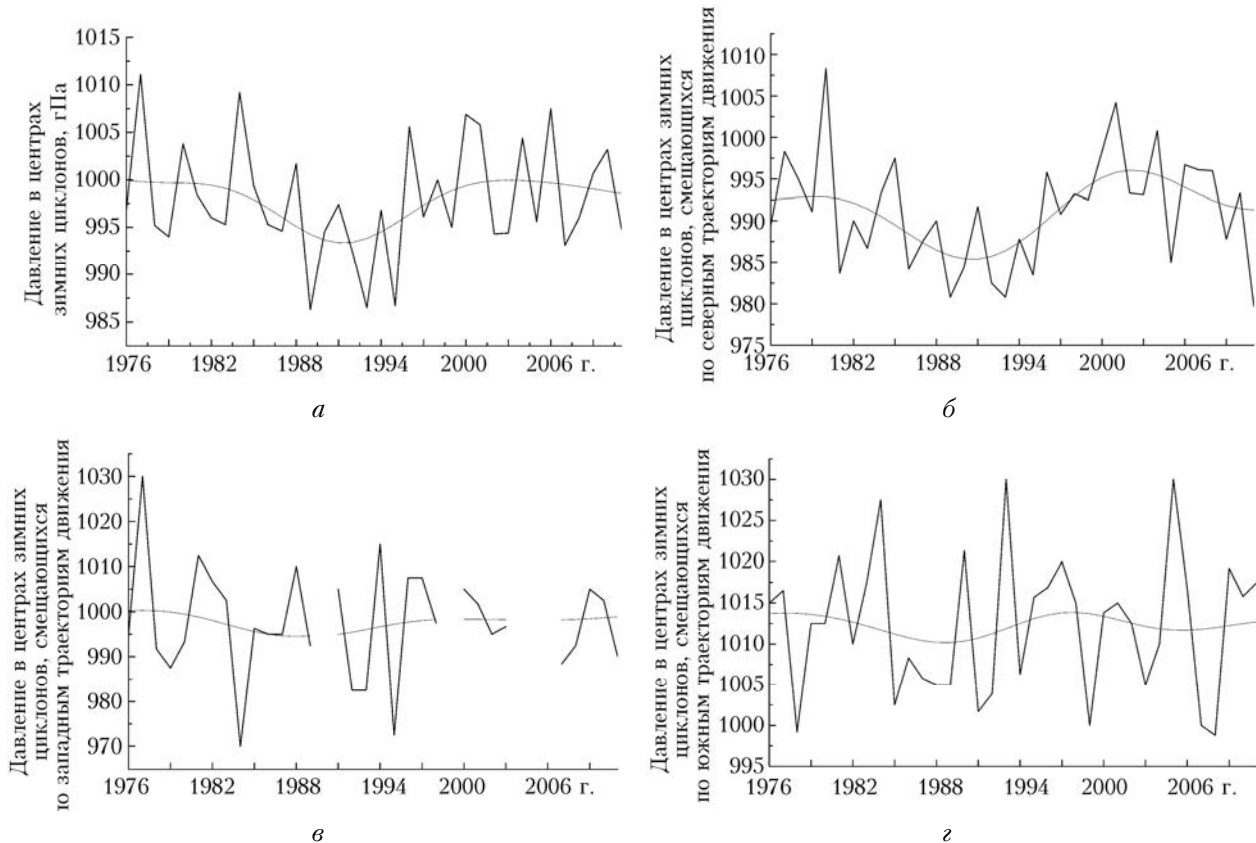 Давление в центрах
зимних циклонов, гПа
1015
1010
1005
1000
995
990
985
1976 1982 1988 1994 2000 2006 г.
а
Давление в центрах зимних
циклонов, смещающихся
по северным траекториям движения
1010
1005
1000
995
990
985
980
975
1976 1982 1988 1994 2000 2006 г.
б
Давление в центрах зимних
циклонов, смещающихся
ю западным траекториям движения
1030
1020
1010
1000
990
980
970
1976 1982 1988 1994 2000 2006 г.
в
Давление в центрах зимних
циклонов, смещающихся
по южным траекториям движения
1030
1025
1020
1015
1010
1005
1000
995
1976 1982 1988 1994 2000 2006 г.
г